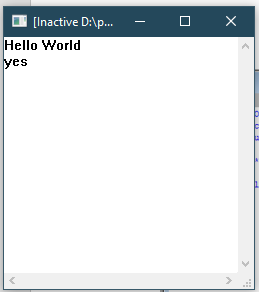 [Inactive D:\p...
Hello World
yes